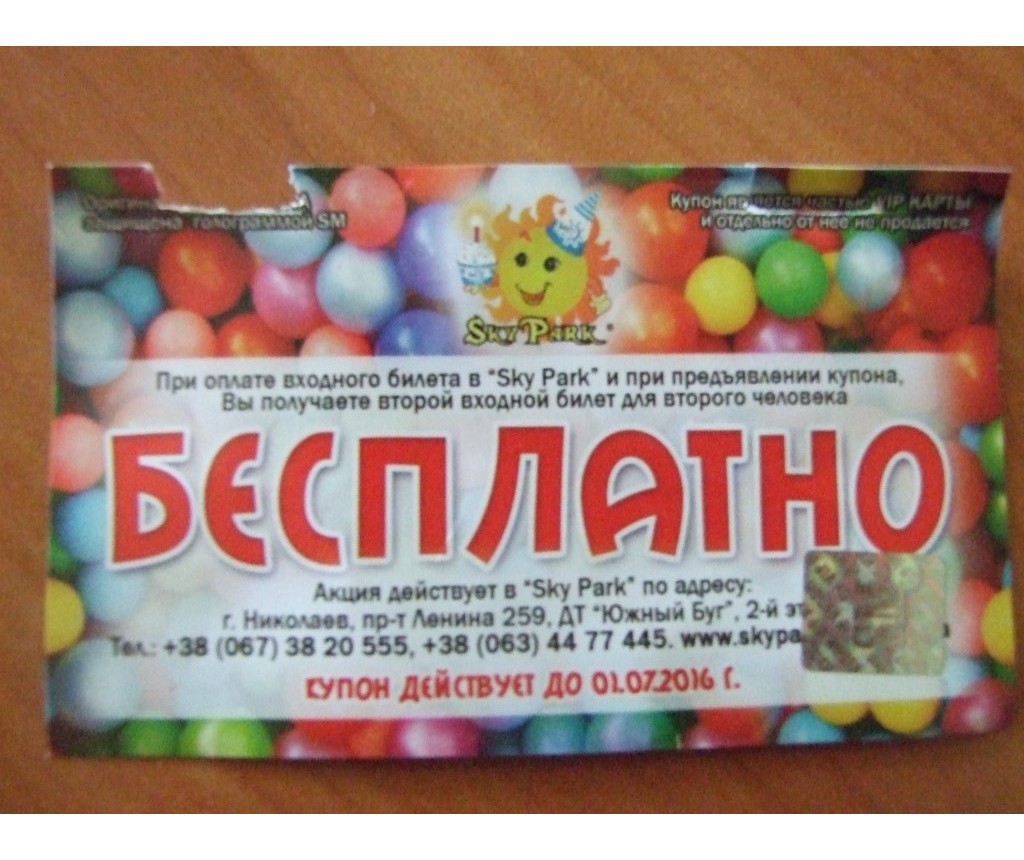 Купон является частью VIP КАРТЫ
защищена голограммой SM
и отдельно от нее не продается
SKY PARK
При оплате входного билета в "Sky Park" и при предъявлении купона,
Вы получаете второй входной билет для второго человека
БЕСПЛАТНО
Акция действует в "Sky Park" по адресу:
г. Николаев, пр-т Ленина 259, ДТ "Южный Буг", 2-й
Тел.: +38 (067) 38 20 555, +38 (063) 44 77 445.
КУПОН ДЕЙСТВУЕТ ДО 01.07.2016 Г.